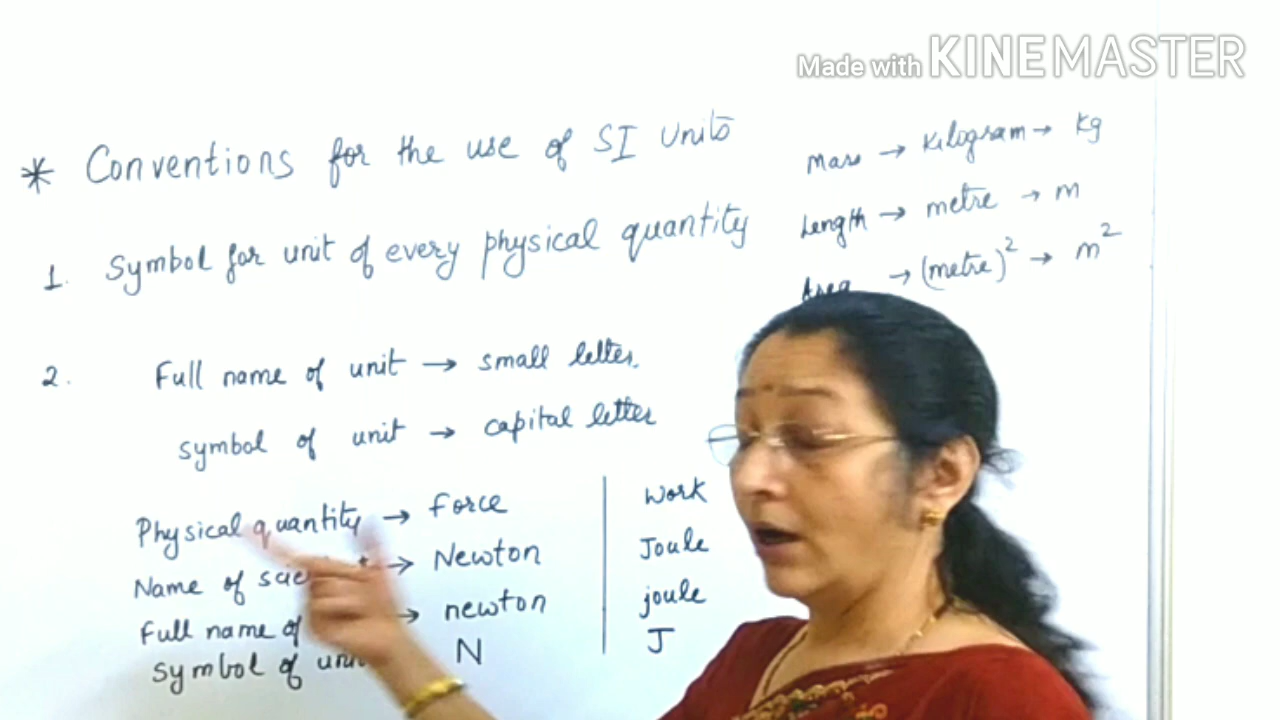 Made with KINEMASTER
* Conventions for the use of SI Units
1. Symbol for unit of every physical quantity
Mass → Kilogram → Kg
Length → metre → m
Area → (metre)² → m²
2. Full name of unit → small letter.
symbol of unit → capital letter
Physical quantity → Force
Name of → Newton
Full name of → newton
symbol of → N
Work
Joule
joule
J